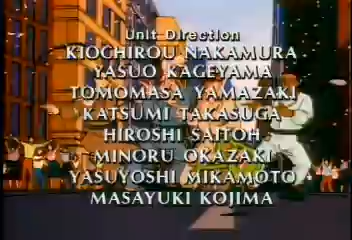 Unit Direction
KIOCHIROU NAKAMURA
YASUO KAGEYAMA
TOMOMASA YAMAZAKI
KATSUMI TAKASUGA
HIROSHI SAITOH
MINORU OKAZAKI
YASUYOSHI MIKAMOTO
MASAYUKI KOJIMA